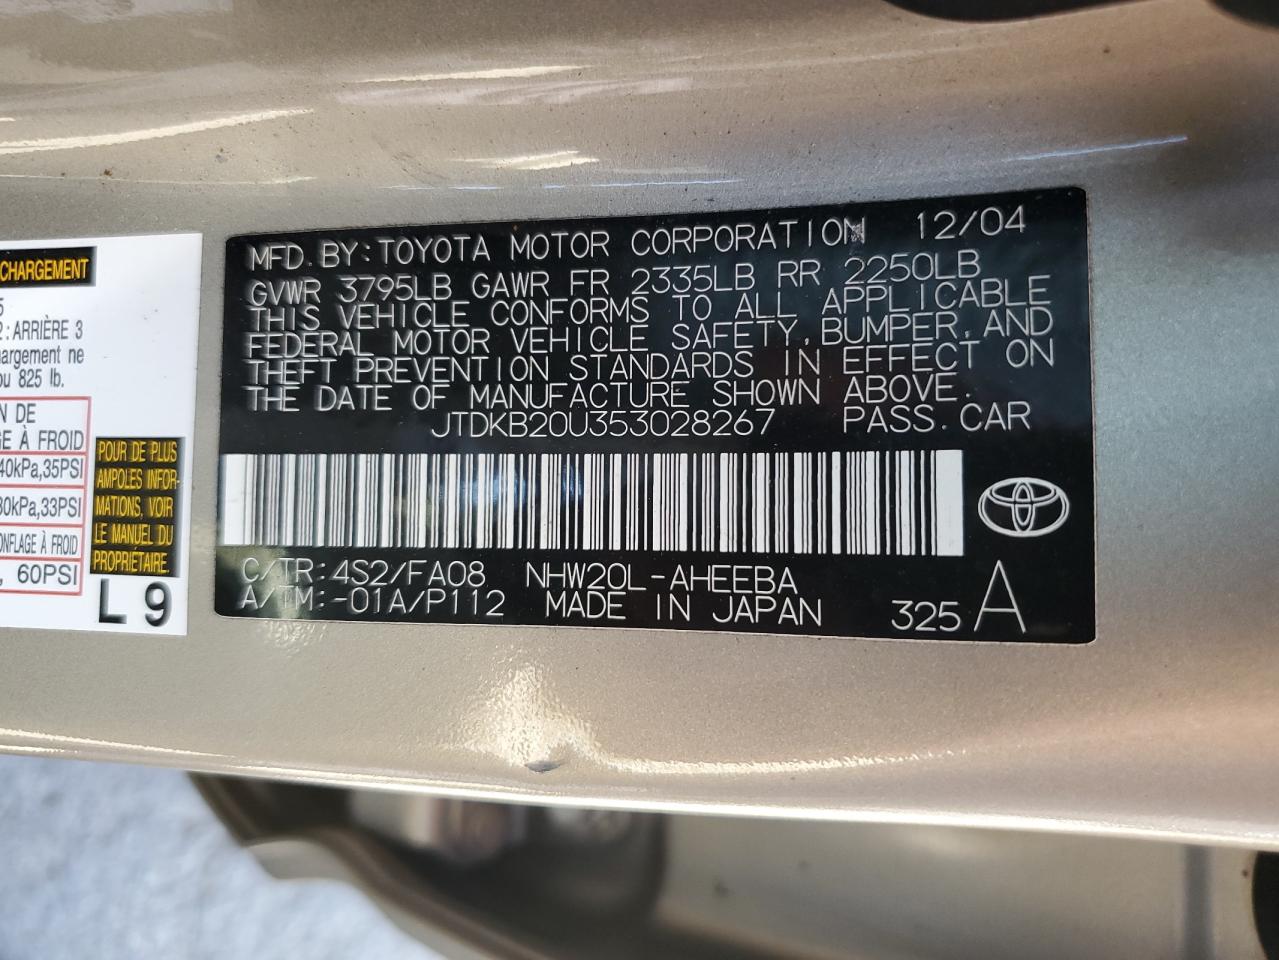 CHARGEMENT
5
2: ARRIÈRE 3
chargement ne
ou 825 lb.
N DE
GE À FROID
40kPa,35PSI
30kPa,33PSI
ONFLAGE À FROID
, 60PSI
POUR DE PLUS
AMPLES INFOR-
MATIONS, VOIR
LE MANUEL DU
PROPRIÉTAIRE.
L 9
MFD. BY: TOYOTA MOTOR CORPORATION 12/04
GVWR 3795LB GAWR FR 2335LB RR 2250LB
THIS VEHICLE CONFORMS TO ALL APPLICABLE
FEDERAL MOTOR VEHICLE SAFETY, BUMPER, AND
THEFT PREVENTION STANDARDS IN EFFECT ON
THE DATE OF MANUFACTURE SHOWN ABOVE.
JTDKB20U353028267 PASS. CAR
C/TR: 4S2/FA08 NHW20L-AHEEBA
A/TM: -01A/P112 MADE IN JAPAN 325 A